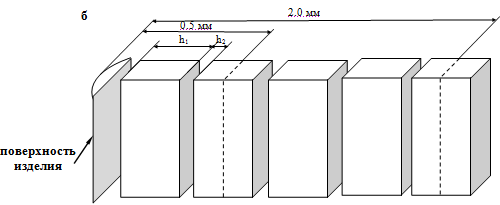 б
2.0 мм
0.5 мм
h₁ h₂
поверхность
изделия